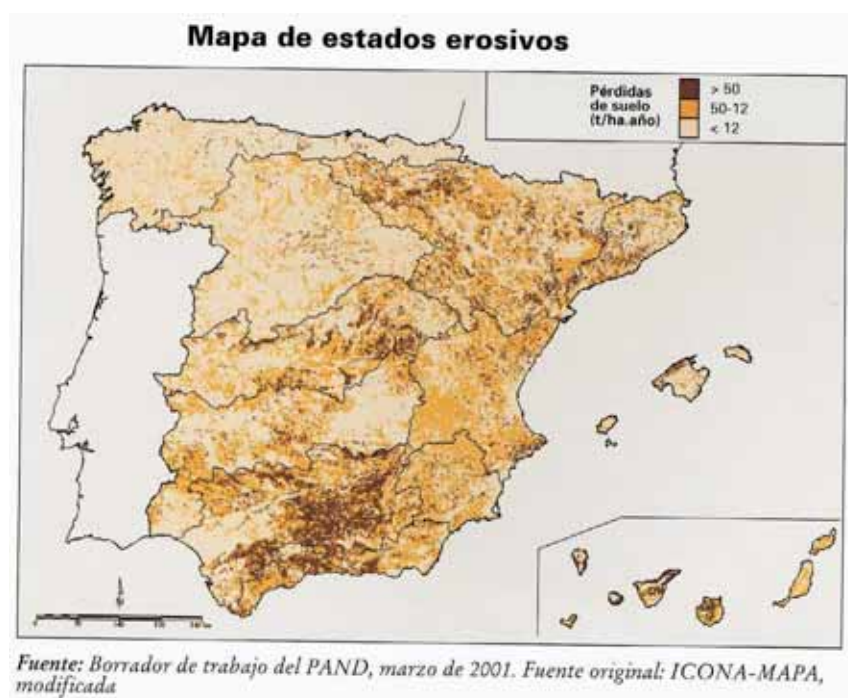 Mapa de estados erosivos
Pérdidas
de suelo
(t/ha.año)
> 50
50-12
< 12
Fuente: Borrador de trabajo del PAND, marzo de 2001. Fuente original: ICONA-MAPA,
modificada